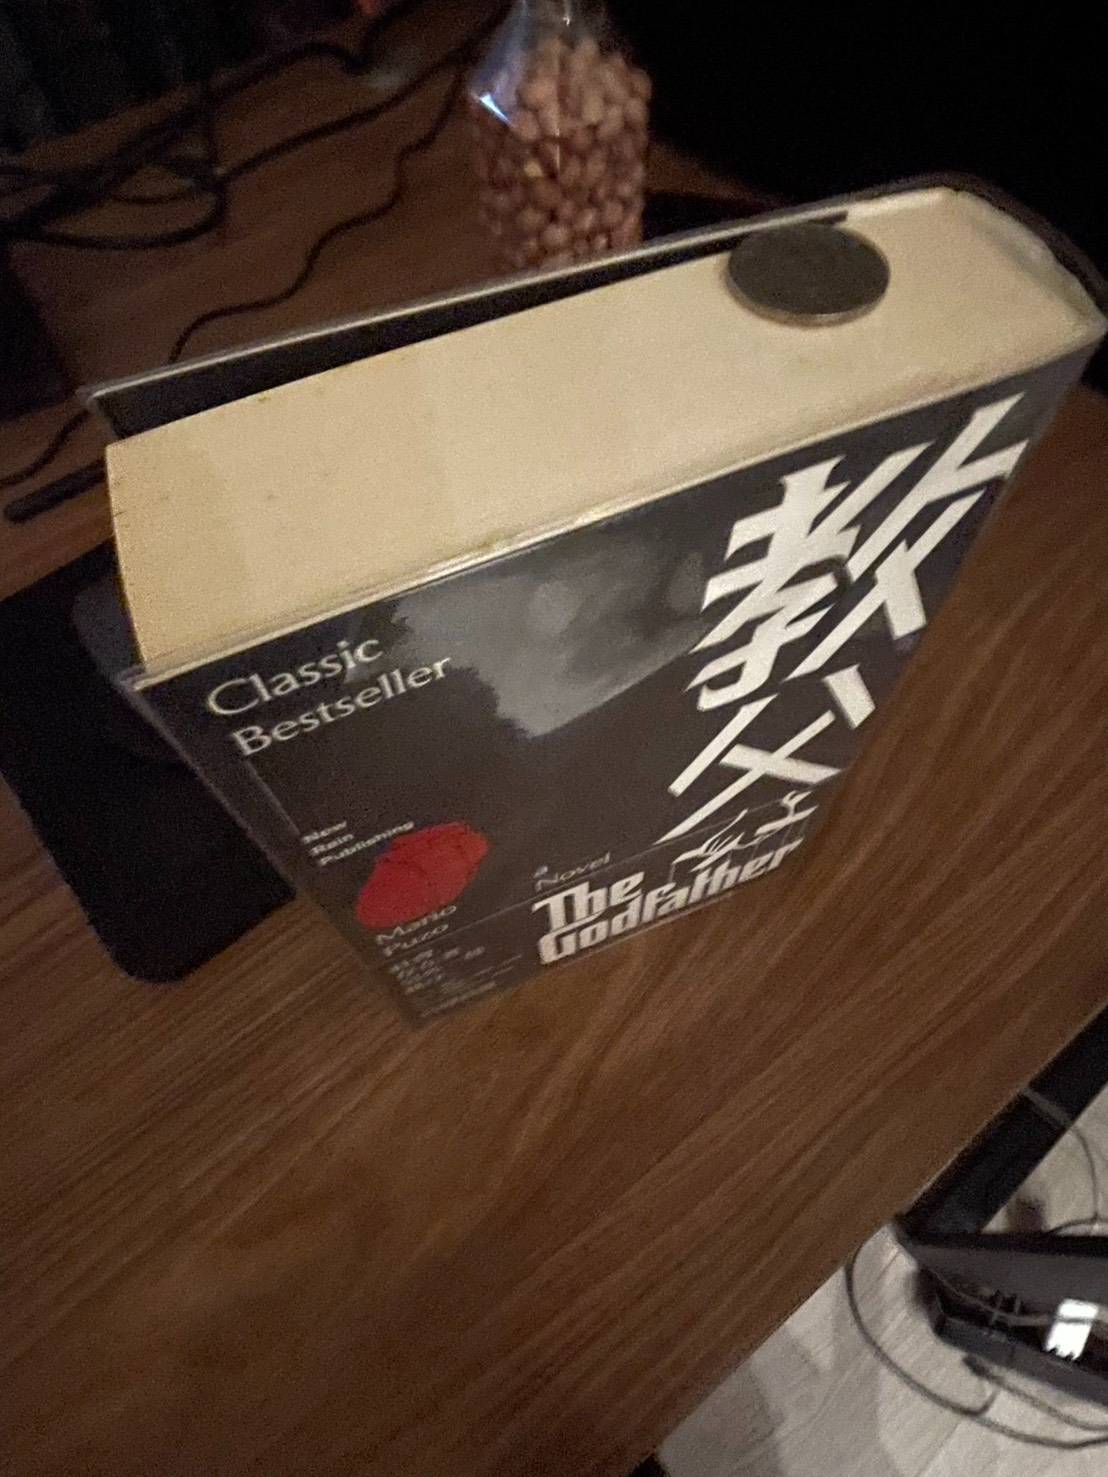 教父
Classic
Bestseller
New
Rain
Publishing
a
Novel
The
Godfather
Mario
Puzo